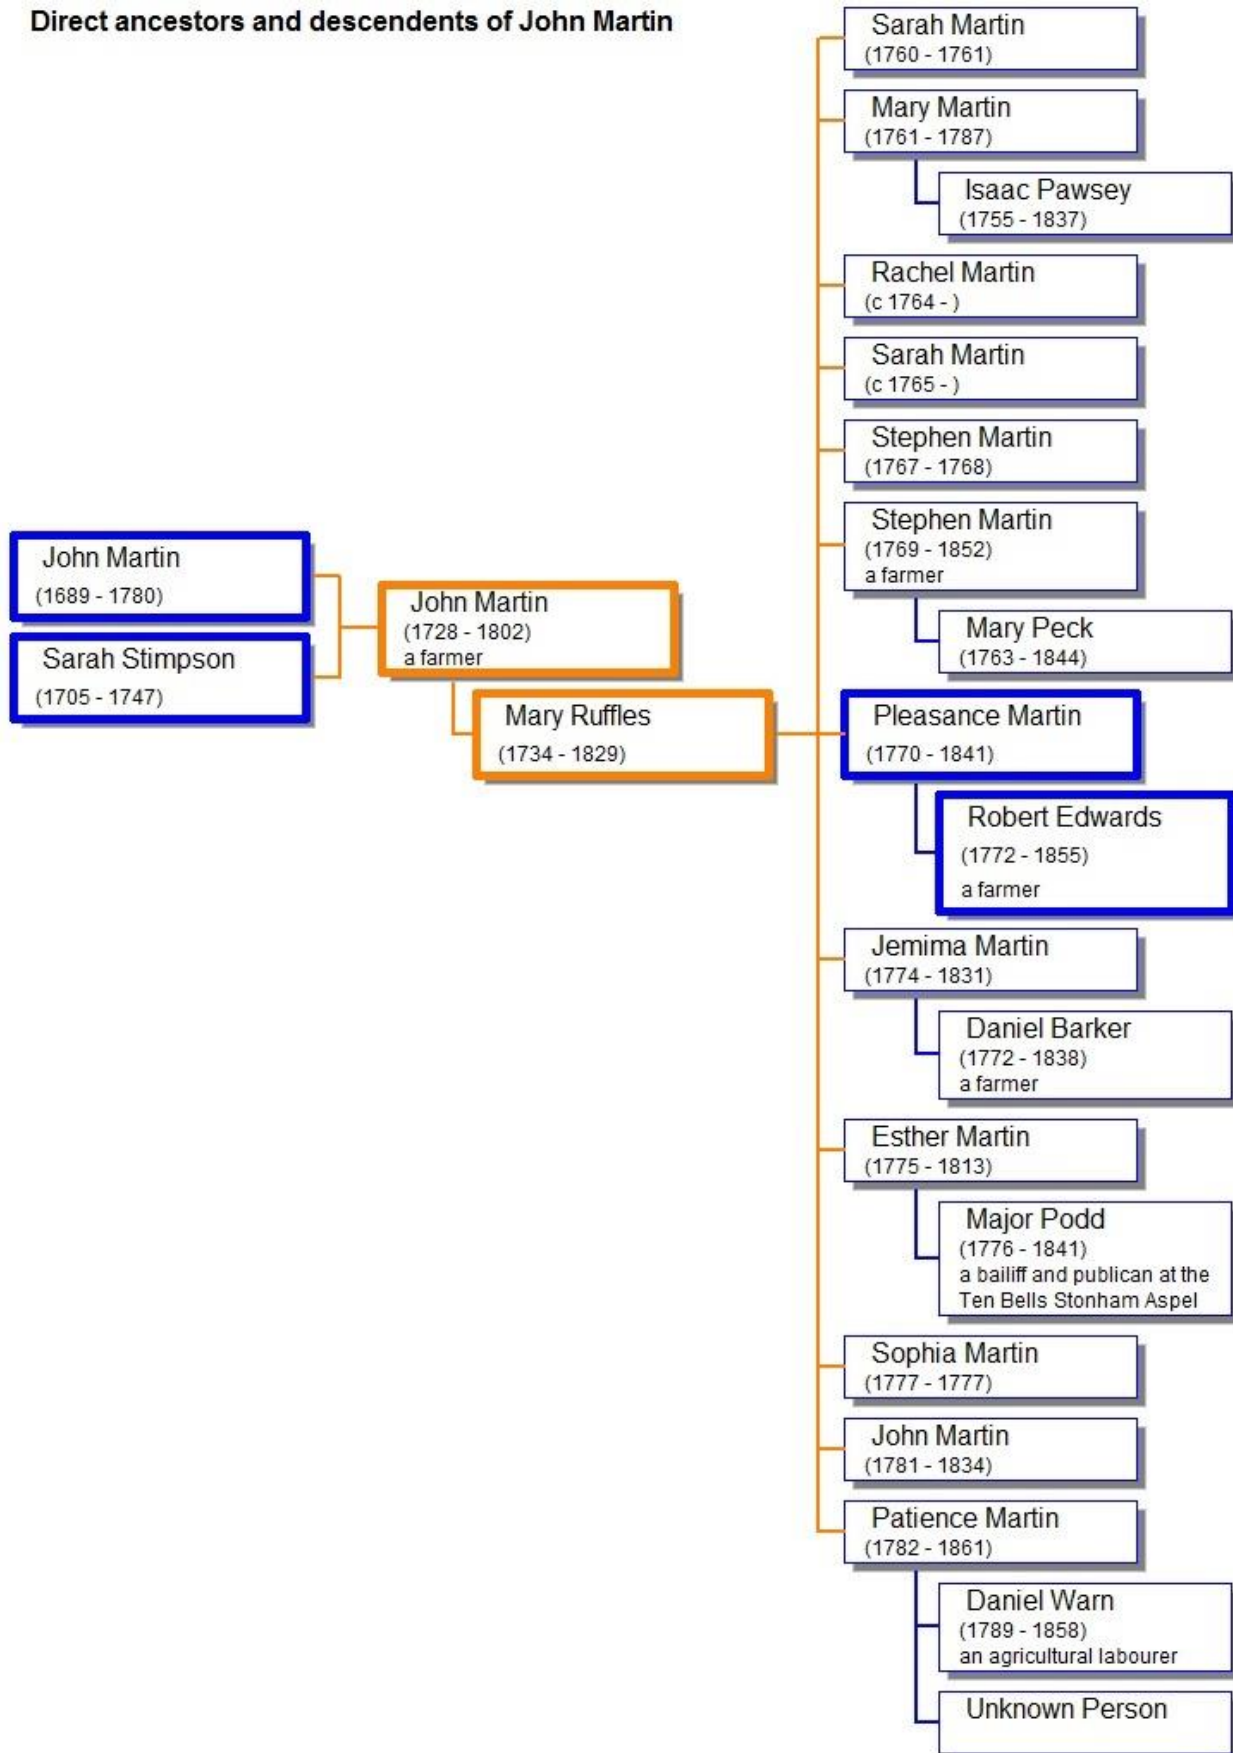 Direct ancestors and descendents of John Martin
Sarah Martin
(1760 - 1761)
Mary Martin
(1761 - 1787)
Isaac Pawsey
(1755 - 1837)
Rachel Martin
(c 1764 - )
Sarah Martin
(c 1765 - )
Stephen Martin
(1767 - 1768)
Stephen Martin
(1769 - 1852)
a farmer
Mary Peck
(1763 - 1844)
John Martin
(1689 - 1780)
Sarah Stimpson
(1705 - 1747)
John Martin
(1728 - 1802)
a farmer
Mary Ruffles
(1734 - 1829)
Pleasance Martin
(1770 - 1841)
Robert Edwards
(1772 - 1855)
a farmer
Jemima Martin
(1774 - 1831)
Daniel Barker
(1772 - 1838)
a farmer
Esther Martin
(1775 - 1813)
Major Podd
(1776 - 1841)
a bailiff and publican at the
Ten Bells Stonham Aspel
Sophia Martin
(1777 - 1777)
John Martin
(1781 - 1834)
Patience Martin
(1782 - 1861)
Daniel Warn
(1789 - 1858)
an agricultural labourer
Unknown Person